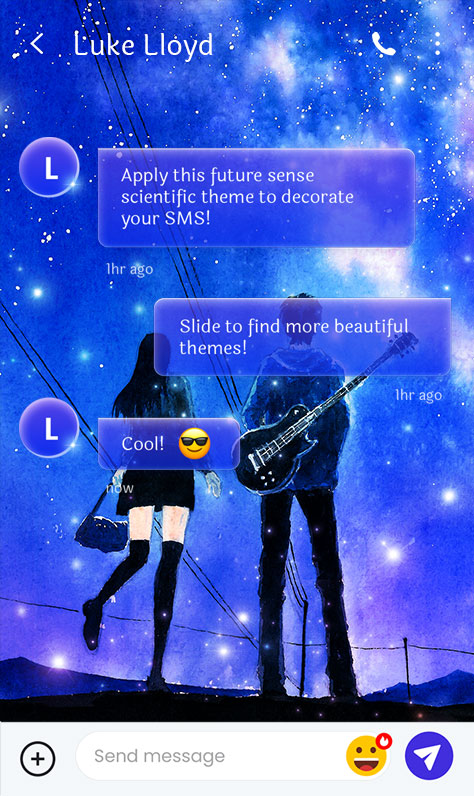 Luke Lloyd
L
Apply this future sense
scientific theme to decorate
your SMS!
1hr ago
Slide to find more beautiful
themes!
1hr ago
L
Cool! 😎
now
Send message